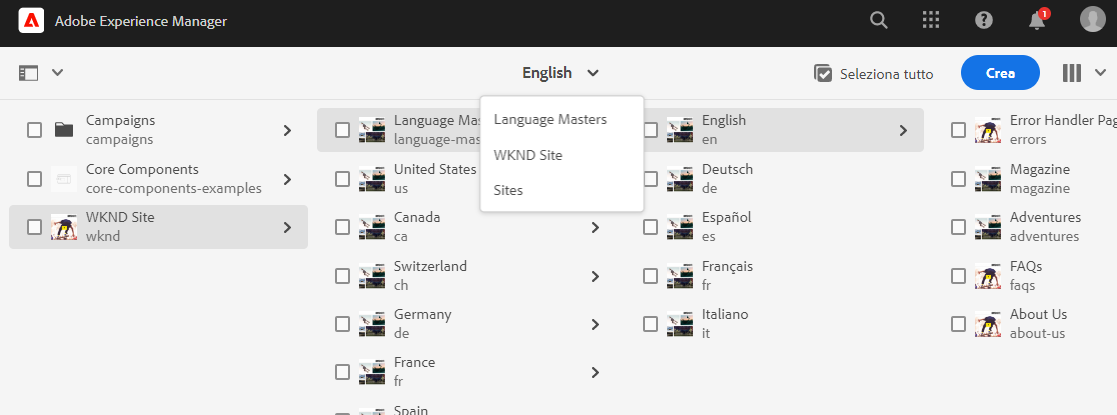 Adobe Experience Manager
1
English
Seleziona tutto
Crea
Language Masters
WKND Site
Sites
Campaigns
campaigns
Core Components
core-components-examples
WKND Site
wknd
Language Mas
language-mas
United States
us
Canada
ca
Switzerland
ch
Germany
de
France
fr
Spain
English
en
Deutsch
de
Español
es
Français
fr
Italiano
it
Error Handler Pag
errors
Magazine
magazine
Adventures
adventures
FAQs
faqs
About Us
about-us